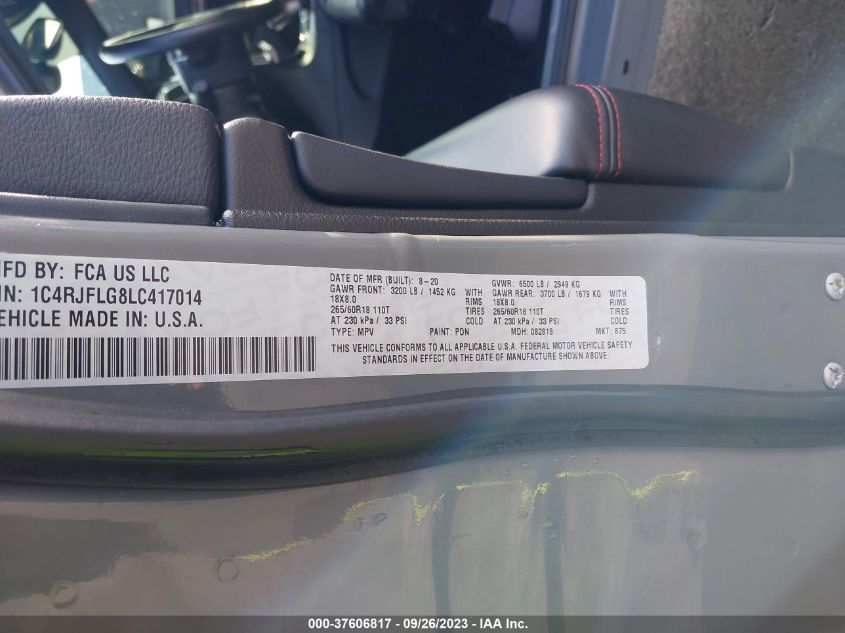 MFD BY: FCA US LLC
IN: 1C4RJFLG8LC417014
VEHICLE MADE IN: U.S.A.
DATE OF MFR (BUILT): 8-20 GVWR: 6500 LB / 2949 KG
GAWR FRONT: 3200 LB / 1452 KG WITH GAWR REAR: 3700 LB / 1679 KG WITH
18X8.0 RIMS 18X8.0 RIMS
265/60R18 110T TIRES 265/60R18 110T TIRES
AT 230 kPa / 33 PSI COLD AT 230 kPa / 33 PSI COLD
TYPE: MPV PAINT: PDN MDH: 082818 MKT: 875
THIS VEHICLE CONFORMS TO ALL APPLICABLE U.S.A. FEDERAL MOTOR VEHICLE SAFETY
STANDARDS IN EFFECT ON THE DATE OF MANUFACTURE SHOWN ABOVE.
000-37606817 - 09/26/2023 - IAA Inc.